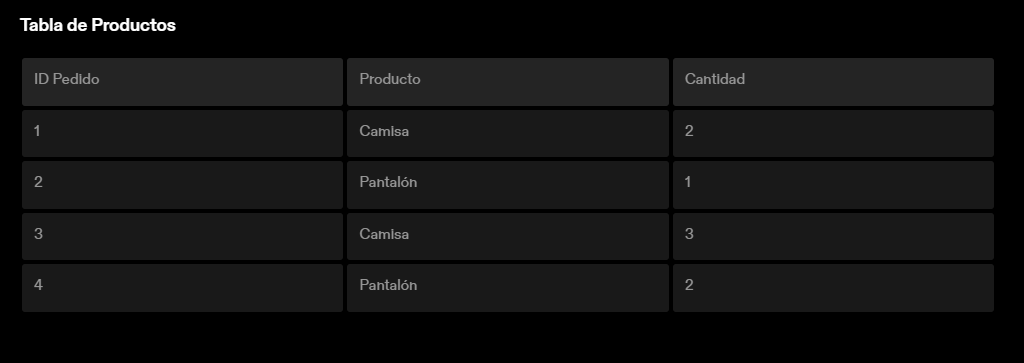 Tabla de Productos
ID Pedido Producto Cantidad
1 Camisa 2
2 Pantalón 1
3 Camisa 3
4 Pantalón 2